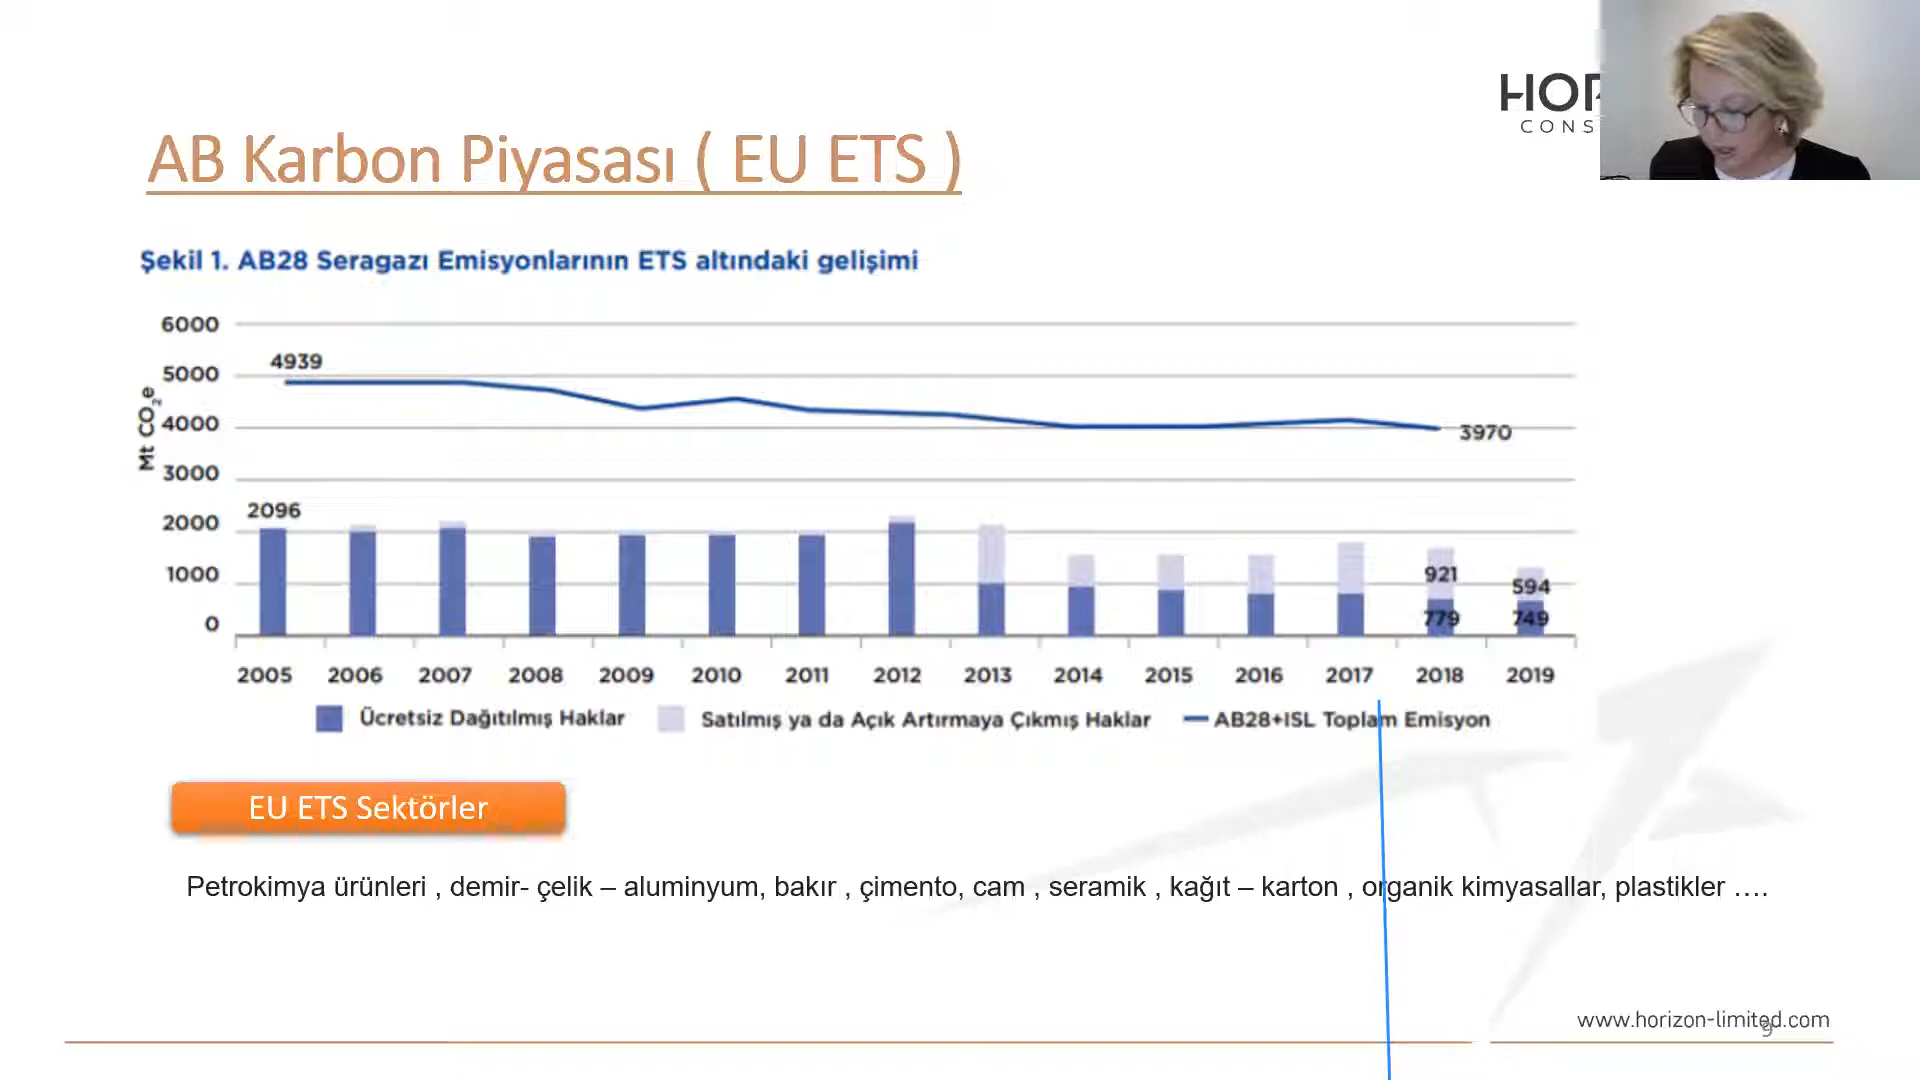 HOR
CONS
AB Karbon Piyasası ( EU ETS )
Şekil 1. AB28 Seragazı Emisyonlarının ETS altındaki gelişimi
Mt CO₂e
6000
5000
4000
3000
2000
1000
0
4939
3970
2096
921
779
594
749
2005 2006 2007 2008 2009 2010 2011 2012 2013 2014 2015 2016 2017 2018 2019
Ücretsiz Dağıtılmış Haklar Satılmış ya da Açık Artırmaya Çıkmış Haklar AB28+ISL Toplam Emisyon
EU ETS Sektörler
Petrokimya ürünleri , demir- çelik – aluminyum, bakır , çimento, cam , seramik , kağıt – karton , organik kimyasallar, plastikler ….
www.horizon-limited.com
9